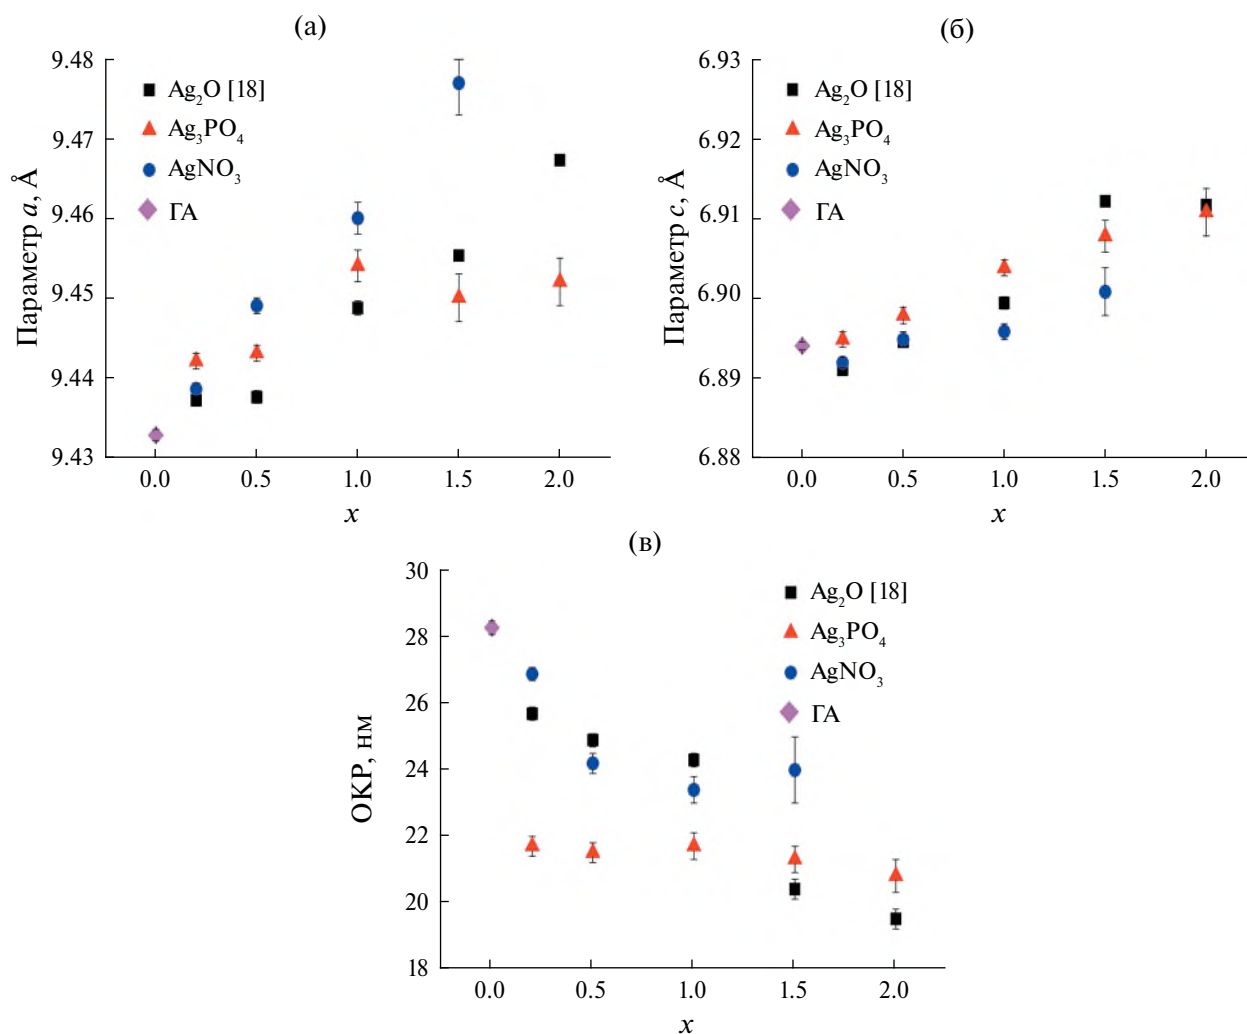 (а)
9.48
9.47
9.46
9.45
9.44
9.43
Параметр a, Å
Ag₂O [18]
Ag₃PO₄
AgNO₃
ГА
0.0 0.5 1.0 1.5 2.0
x
(б)
6.93
6.92
6.91
6.90
6.89
6.88
Параметр c, Å
Ag₂O [18]
Ag₃PO₄
AgNO₃
ГА
0.0 0.5 1.0 1.5 2.0
x
(в)
30
28
26
24
22
20
18
ОКР, нм
Ag₂O [18]
Ag₃PO₄
AgNO₃
ГА
0.0 0.5 1.0 1.5 2.0
x